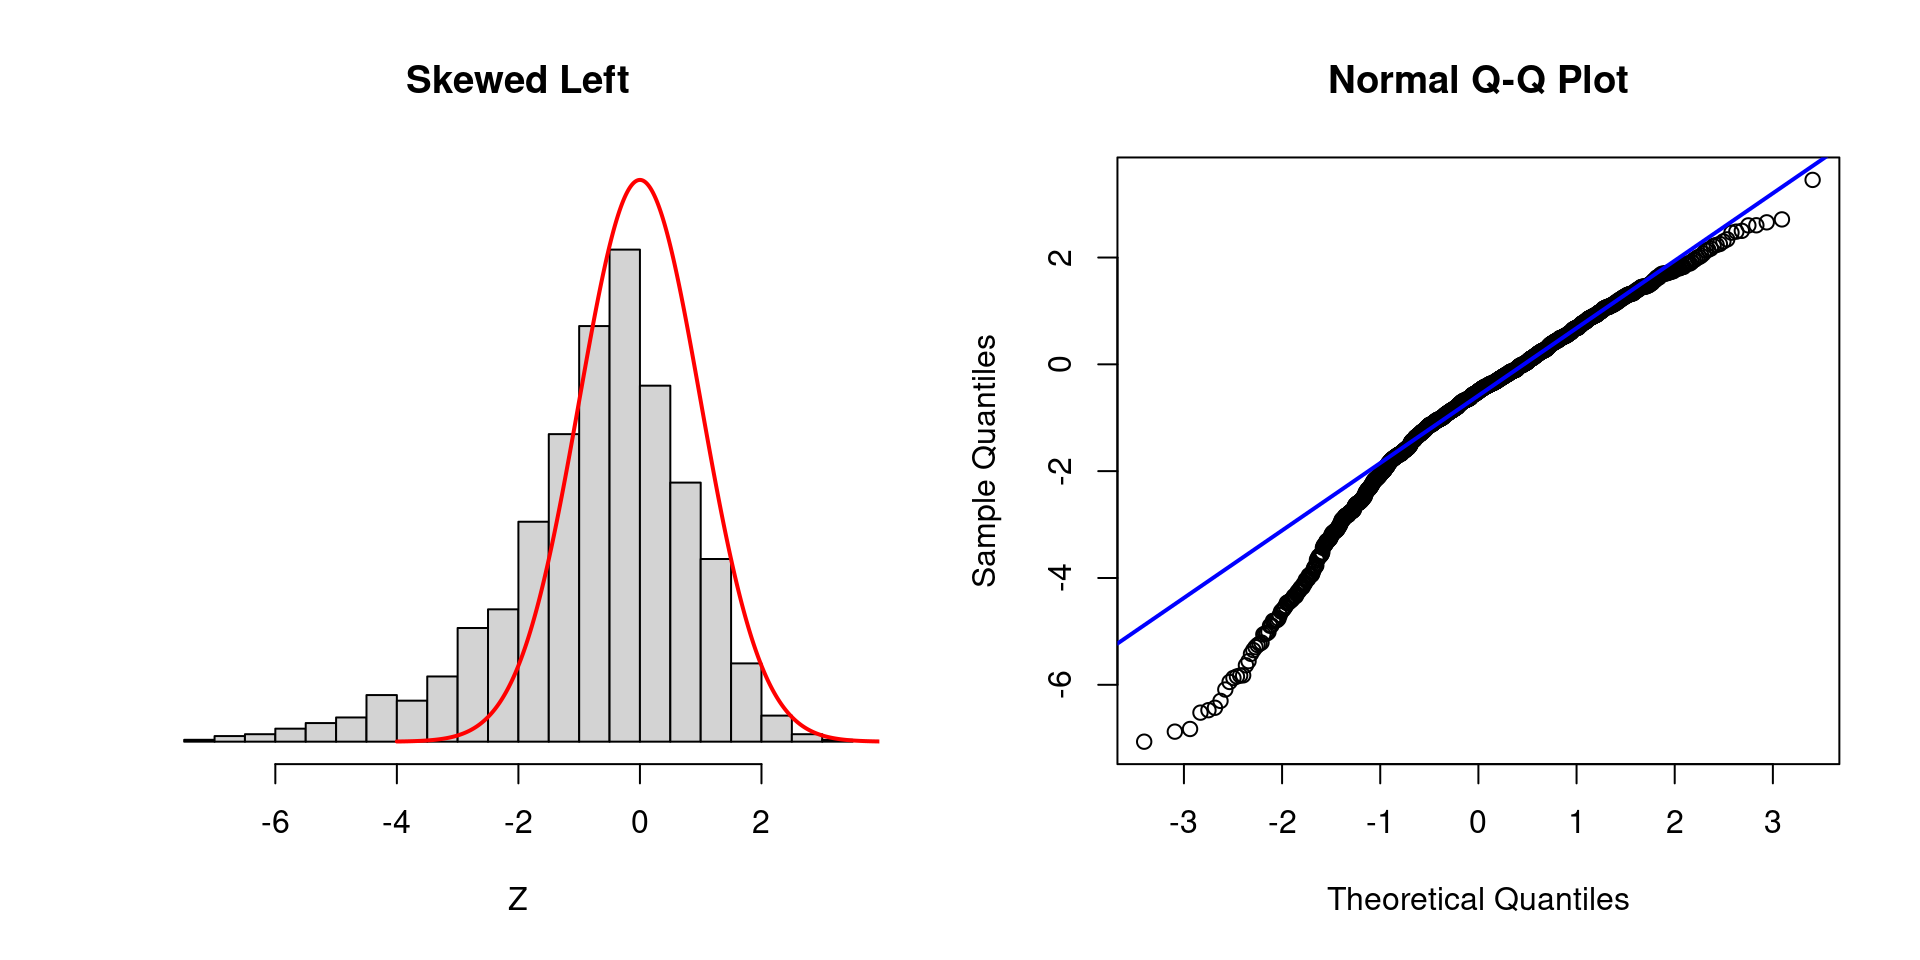 Skewed Left
-6 -4 -2 0 2
Z
Normal Q-Q Plot
Sample Quantiles
2
0
-2
-4
-6
-3 -2 -1 0 1 2 3
Theoretical Quantiles